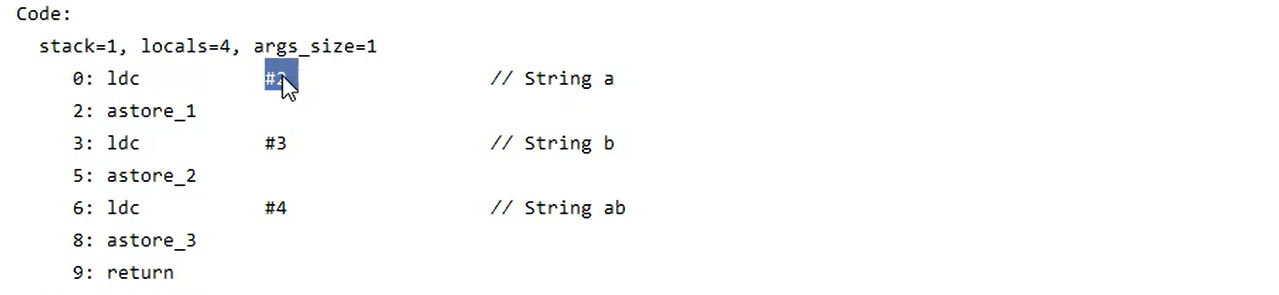 Code:
stack=1, locals=4, args_size=1
0: ldc #2 // String a
2: astore_1
3: ldc #3 // String b
5: astore_2
6: ldc #4 // String ab
8: astore_3
9: return